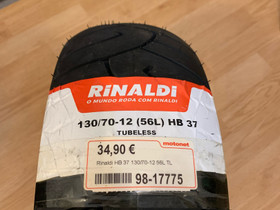 RiNALDi
O MUNDO RODA COM RINALDI
130/70-12 (56L) HB 37
TUBELESS
34,90 € motonet
Rinaldi HB 37 130/70-12 56L TL
98-17775